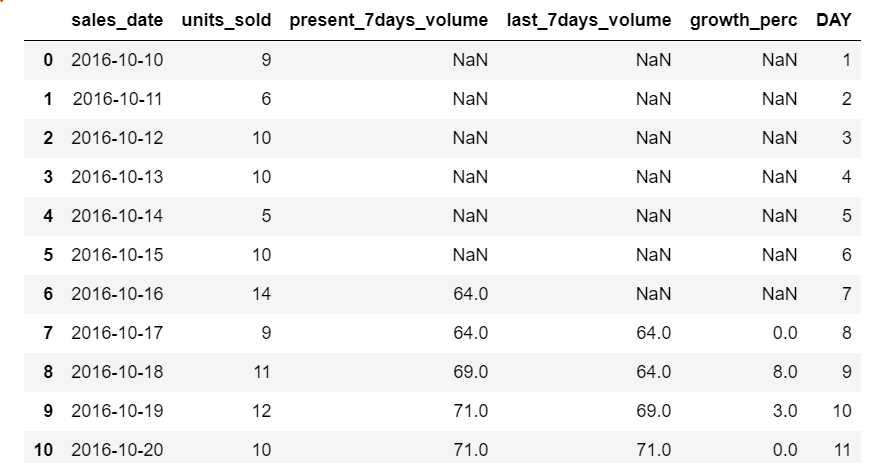 sales_date units_sold present_7days_volume last_7days_volume growth_perc DAY
0 2016-10-10 9 NaN NaN NaN 1
1 2016-10-11 6 NaN NaN NaN 2
2 2016-10-12 10 NaN NaN NaN 3
3 2016-10-13 10 NaN NaN NaN 4
4 2016-10-14 5 NaN NaN NaN 5
5 2016-10-15 10 NaN NaN NaN 6
6 2016-10-16 14 64.0 NaN NaN 7
7 2016-10-17 9 64.0 64.0 0.0 8
8 2016-10-18 11 69.0 64.0 8.0 9
9 2016-10-19 12 71.0 69.0 3.0 10
10 2016-10-20 10 71.0 71.0 0.0 11